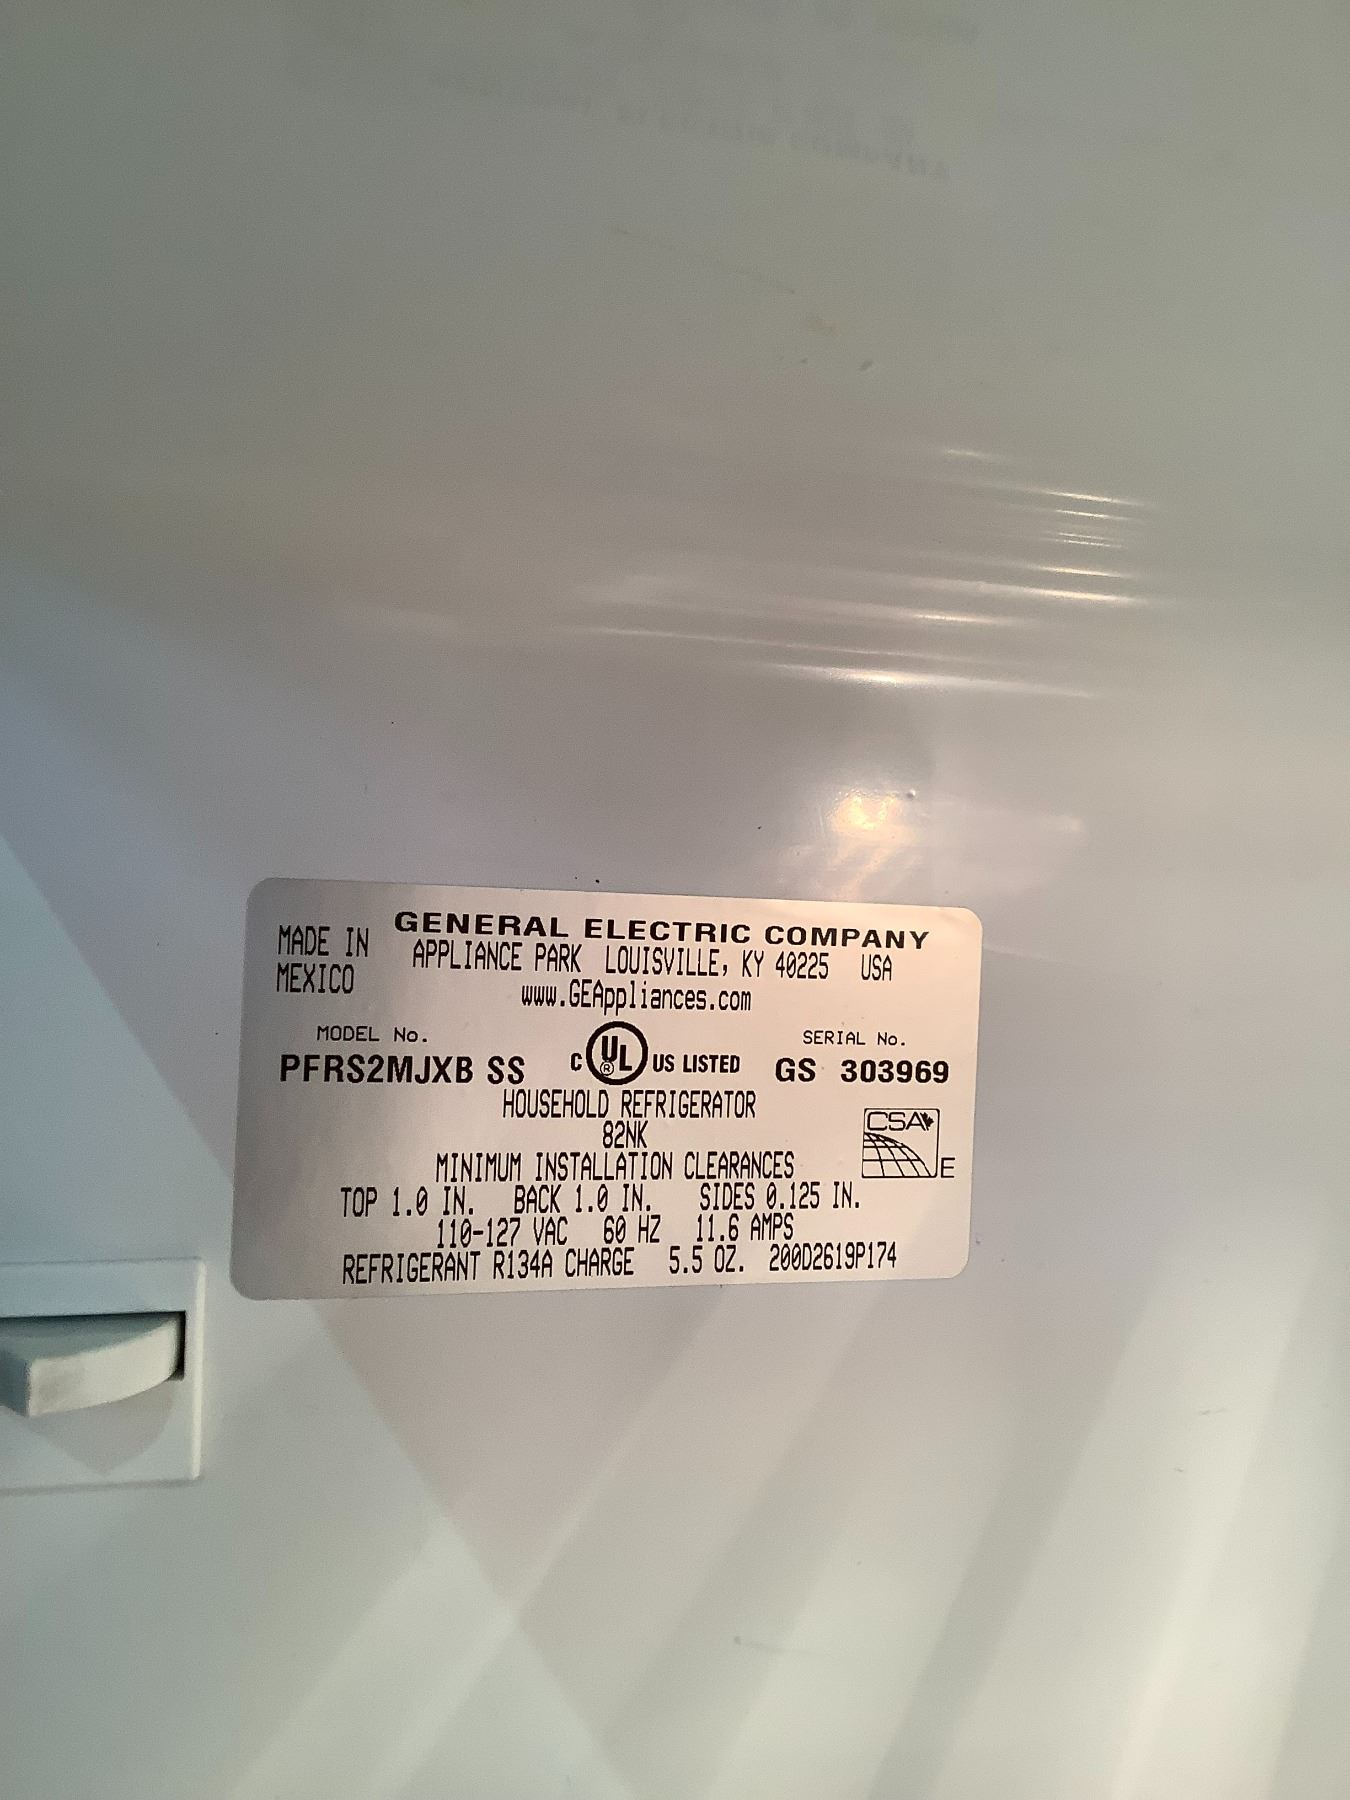 GENERAL ELECTRIC COMPANY
MADE IN APPLIANCE PARK LOUISVILLE, KY 40225 USA
MEXICO www.GEAppliances.com
MODEL No. SERIAL No.
PFRS2MJXB SS C UL ® US LISTED GS 303969
HOUSEHOLD REFRIGERATOR
82NK
CSA
E
MINIMUM INSTALLATION CLEARANCES
TOP 1.0 IN. BACK 1.0 IN. SIDES 0.125 IN.
110-127 VAC 60 HZ 11.6 AMPS
REFRIGERANT R134A CHARGE 5.5 OZ. 200D2619P174